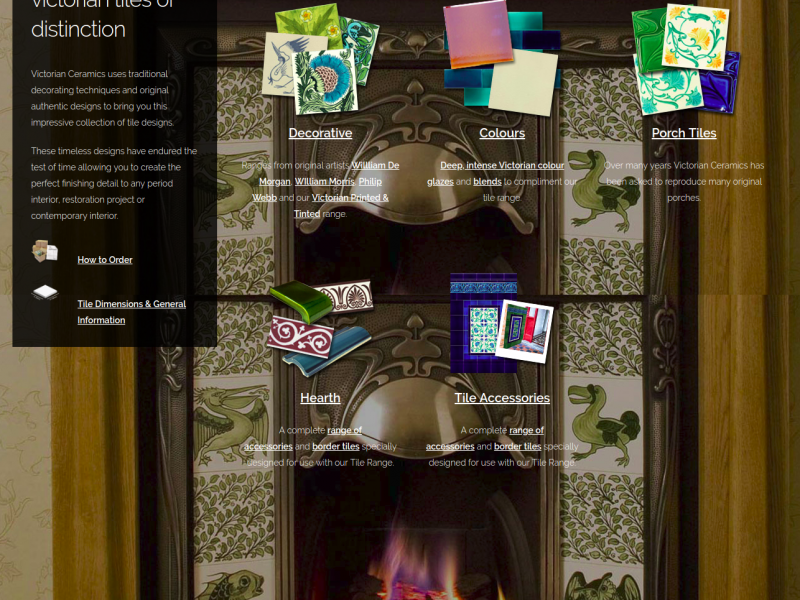 victorian tiles of
distinction
Victorian Ceramics uses traditional
decorating techniques and original
authentic designs to bring you this
impressive collection of tile designs.
These timeless designs have endured the
test of time allowing you to create the
perfect finishing detail to any period
interior, restoration project or
contemporary interior.
How to Order
Tile Dimensions & General
Information
Decorative
Ranges from original artists William De
Morgan, William Morris, Philip
Webb and our Victorian Printed &
Tinted range.
Colours
Deep, intense Victorian colour
glazes and blends to compliment our
tile range.
Porch Tiles
Over many years Victorian Ceramics has
been asked to reproduce many original
porches.
Hearth
A complete range of
accessories and border tiles specially
designed for use with our Tile Range.
Tile Accessories
A complete range of
accessories and border tiles specially
designed for use with our Tile Range.